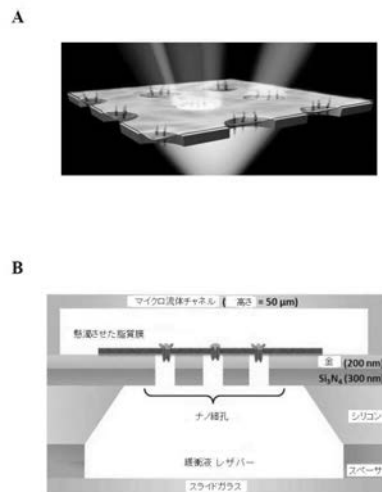 A
B
マイクロ流体チャネル ( 高さ = 50 μm)
懸濁させた脂質膜
金 (200 nm)
Si₃N₄ (300 nm)
ナノ細孔
シリコン
緩衝液 レザバー
スペーサ
スライドガラス